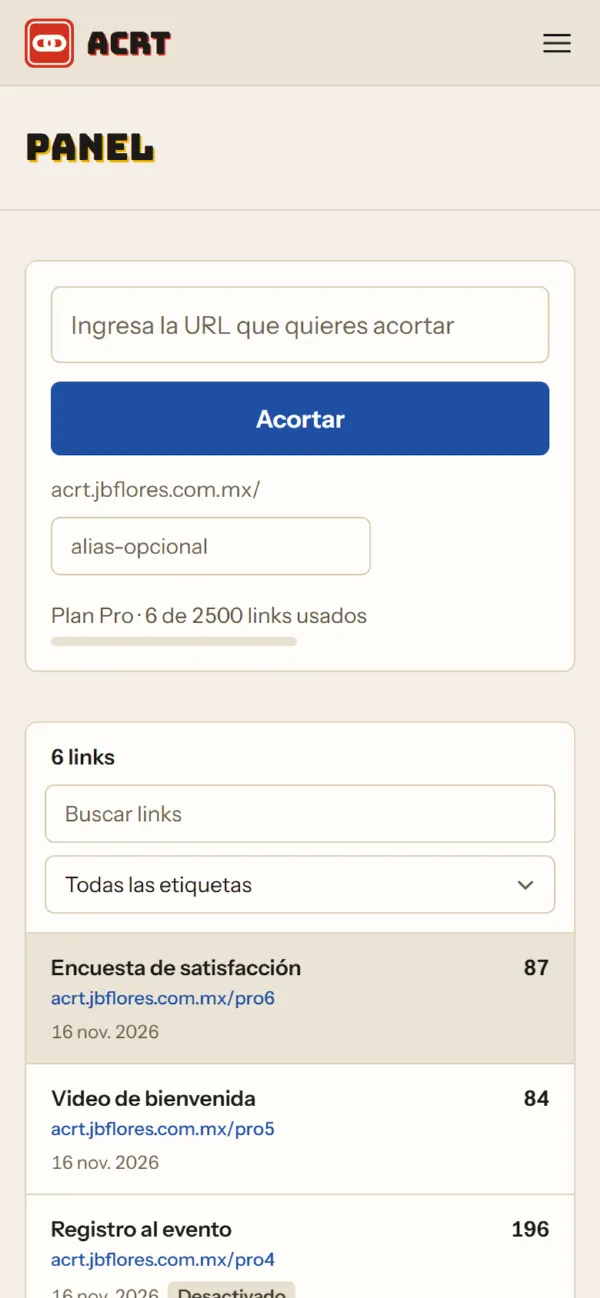 ACRT
PANEL
Ingresa la URL que quieres acortar
Acortar
acrt.jbflores.com.mx/
alias-opcional
Plan Pro · 6 de 2500 links usados
6 links
Buscar links
Todas las etiquetas
Encuesta de satisfacción 87
acrt.jbflores.com.mx/pro6
16 nov. 2026
Video de bienvenida 84
acrt.jbflores.com.mx/pro5
16 nov. 2026
Registro al evento 196
acrt.jbflores.com.mx/pro4
16 nov. 2026 Desactivado